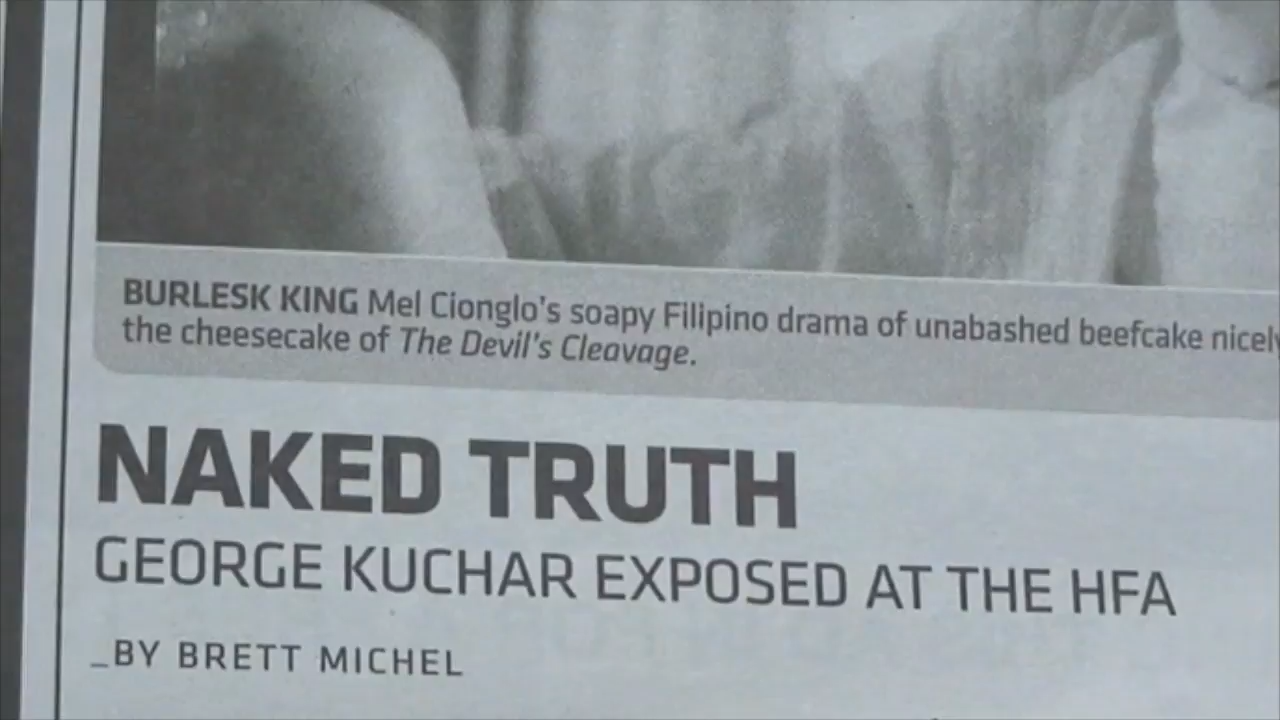 BURLESK KING Mel Cionglo's soapy Filipino drama of unabashed beefcake
the cheesecake of The Devil's Cleavage.
NAKED TRUTH
GEORGE KUCHAR EXPOSED AT THE HFA
_BY BRETT MICHEL